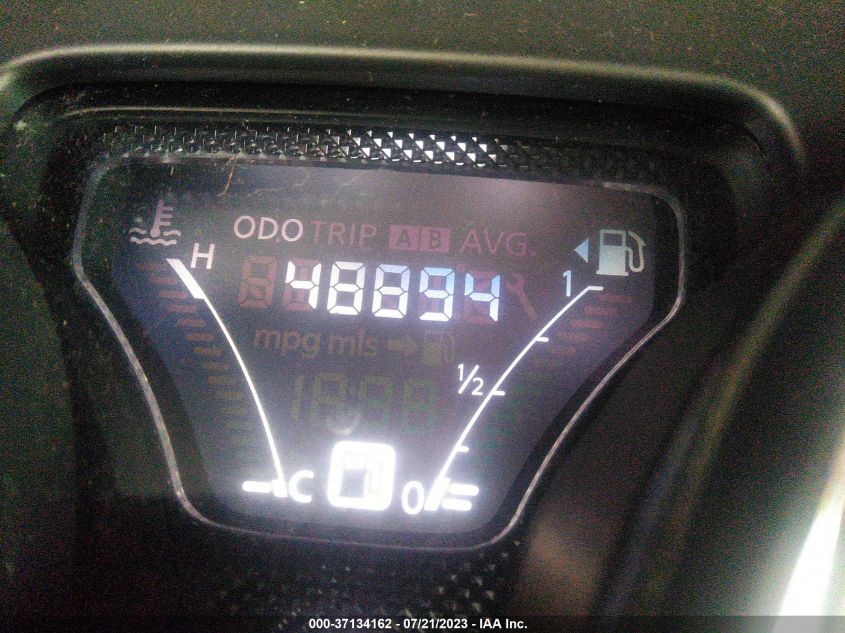 ODO TRIP A B AVG.
H
48894
1
mpg mls
1/2
C
0
000-37134162 - 07/21/2023 - IAA Inc.